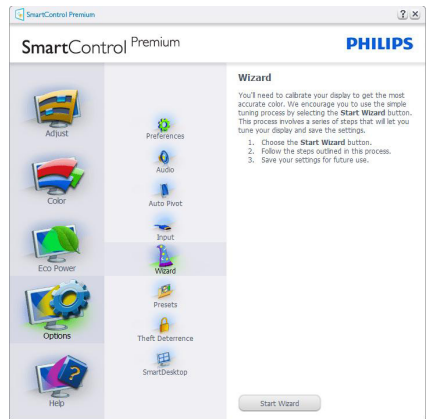 SmartControl Premium
? ×
SmartControl Premium
PHILIPS
Adjust
Color
Eco Power
Options
Help
Preferences
Audio
Auto Pivot
Input
Wizard
Presets
Theft Deterrence
SmartDesktop
Wizard
You'll need to calibrate your display to get the most
accurate color. We encourage you to use the simple
tuning process by selecting the Start Wizard button.
This process involves a series of steps that will let you
tune your display and save the settings.
1. Choose the Start Wizard button.
2. Follow the steps outlined in this process.
3. Save your settings for future use.
Start Wizard